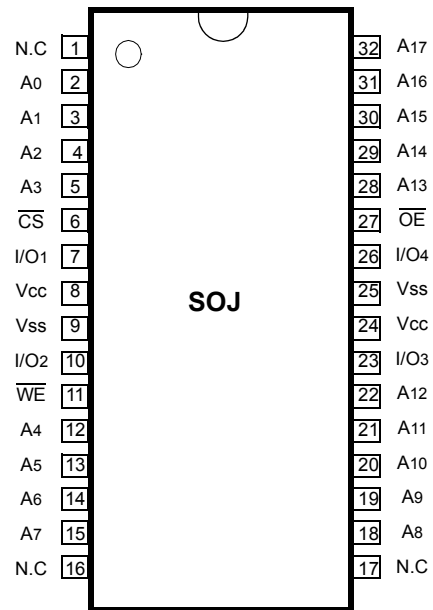 N.C 1 32 A17
A0 2 31 A16
A1 3 30 A15
A2 4 29 A14
A3 5 28 A13
C̅S̅ 6 27 O̅E̅
I/O1 7 26 I/O4
Vcc 8 25 Vss
SOJ
Vss 9 24 Vcc
I/O2 10 23 I/O3
W̅E̅ 11 22 A12
A4 12 21 A11
A5 13 20 A10
A6 14 19 A9
A7 15 18 A8
N.C 16 17 N.C